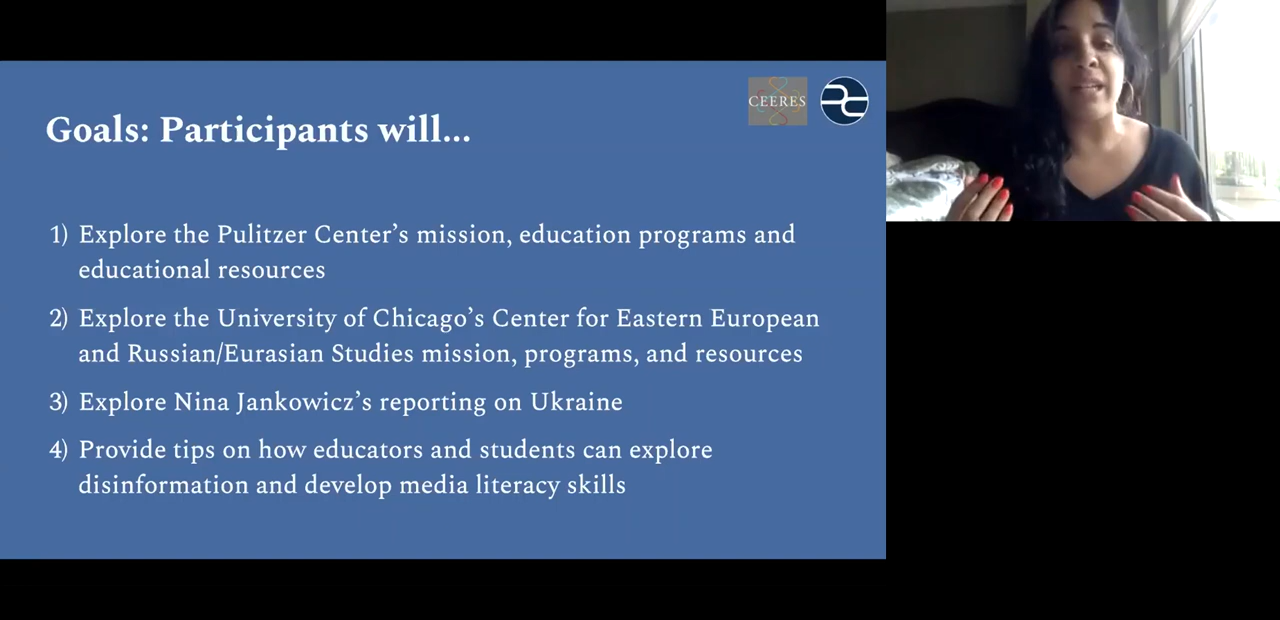 CEERES
Goals: Participants will...
1) Explore the Pulitzer Center’s mission, education programs and
educational resources
2) Explore the University of Chicago’s Center for Eastern European
and Russian/Eurasian Studies mission, programs, and resources
3) Explore Nina Jankowicz’s reporting on Ukraine
4) Provide tips on how educators and students can explore
disinformation and develop media literacy skills